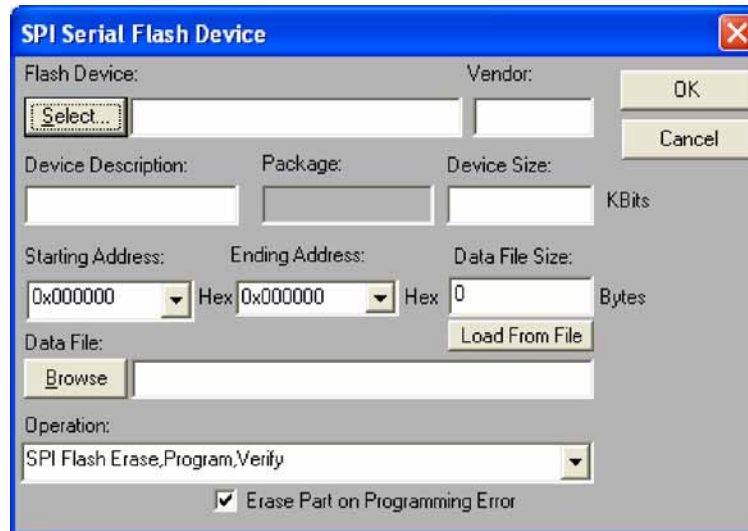 SPI Serial Flash Device
Flash Device: Vendor:
Select... OK
Cancel
Device Description: Package: Device Size:
KBits
Starting Address: Ending Address: Data File Size:
0x000000 Hex 0x000000 Hex 0 Bytes
Data File: Load From File
Browse
Operation:
SPI Flash Erase,Program,Verify
Erase Part on Programming Error